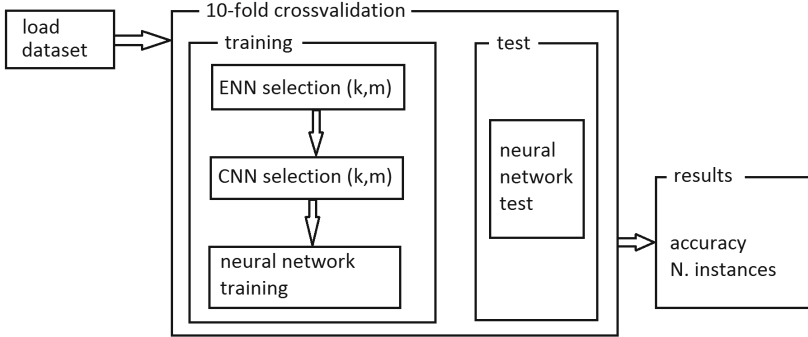 load
dataset
10-fold crossvalidation
training
ENN selection (k,m)
CNN selection (k,m)
neural network
training
test
neural
network
test
results
accuracy
N. instances